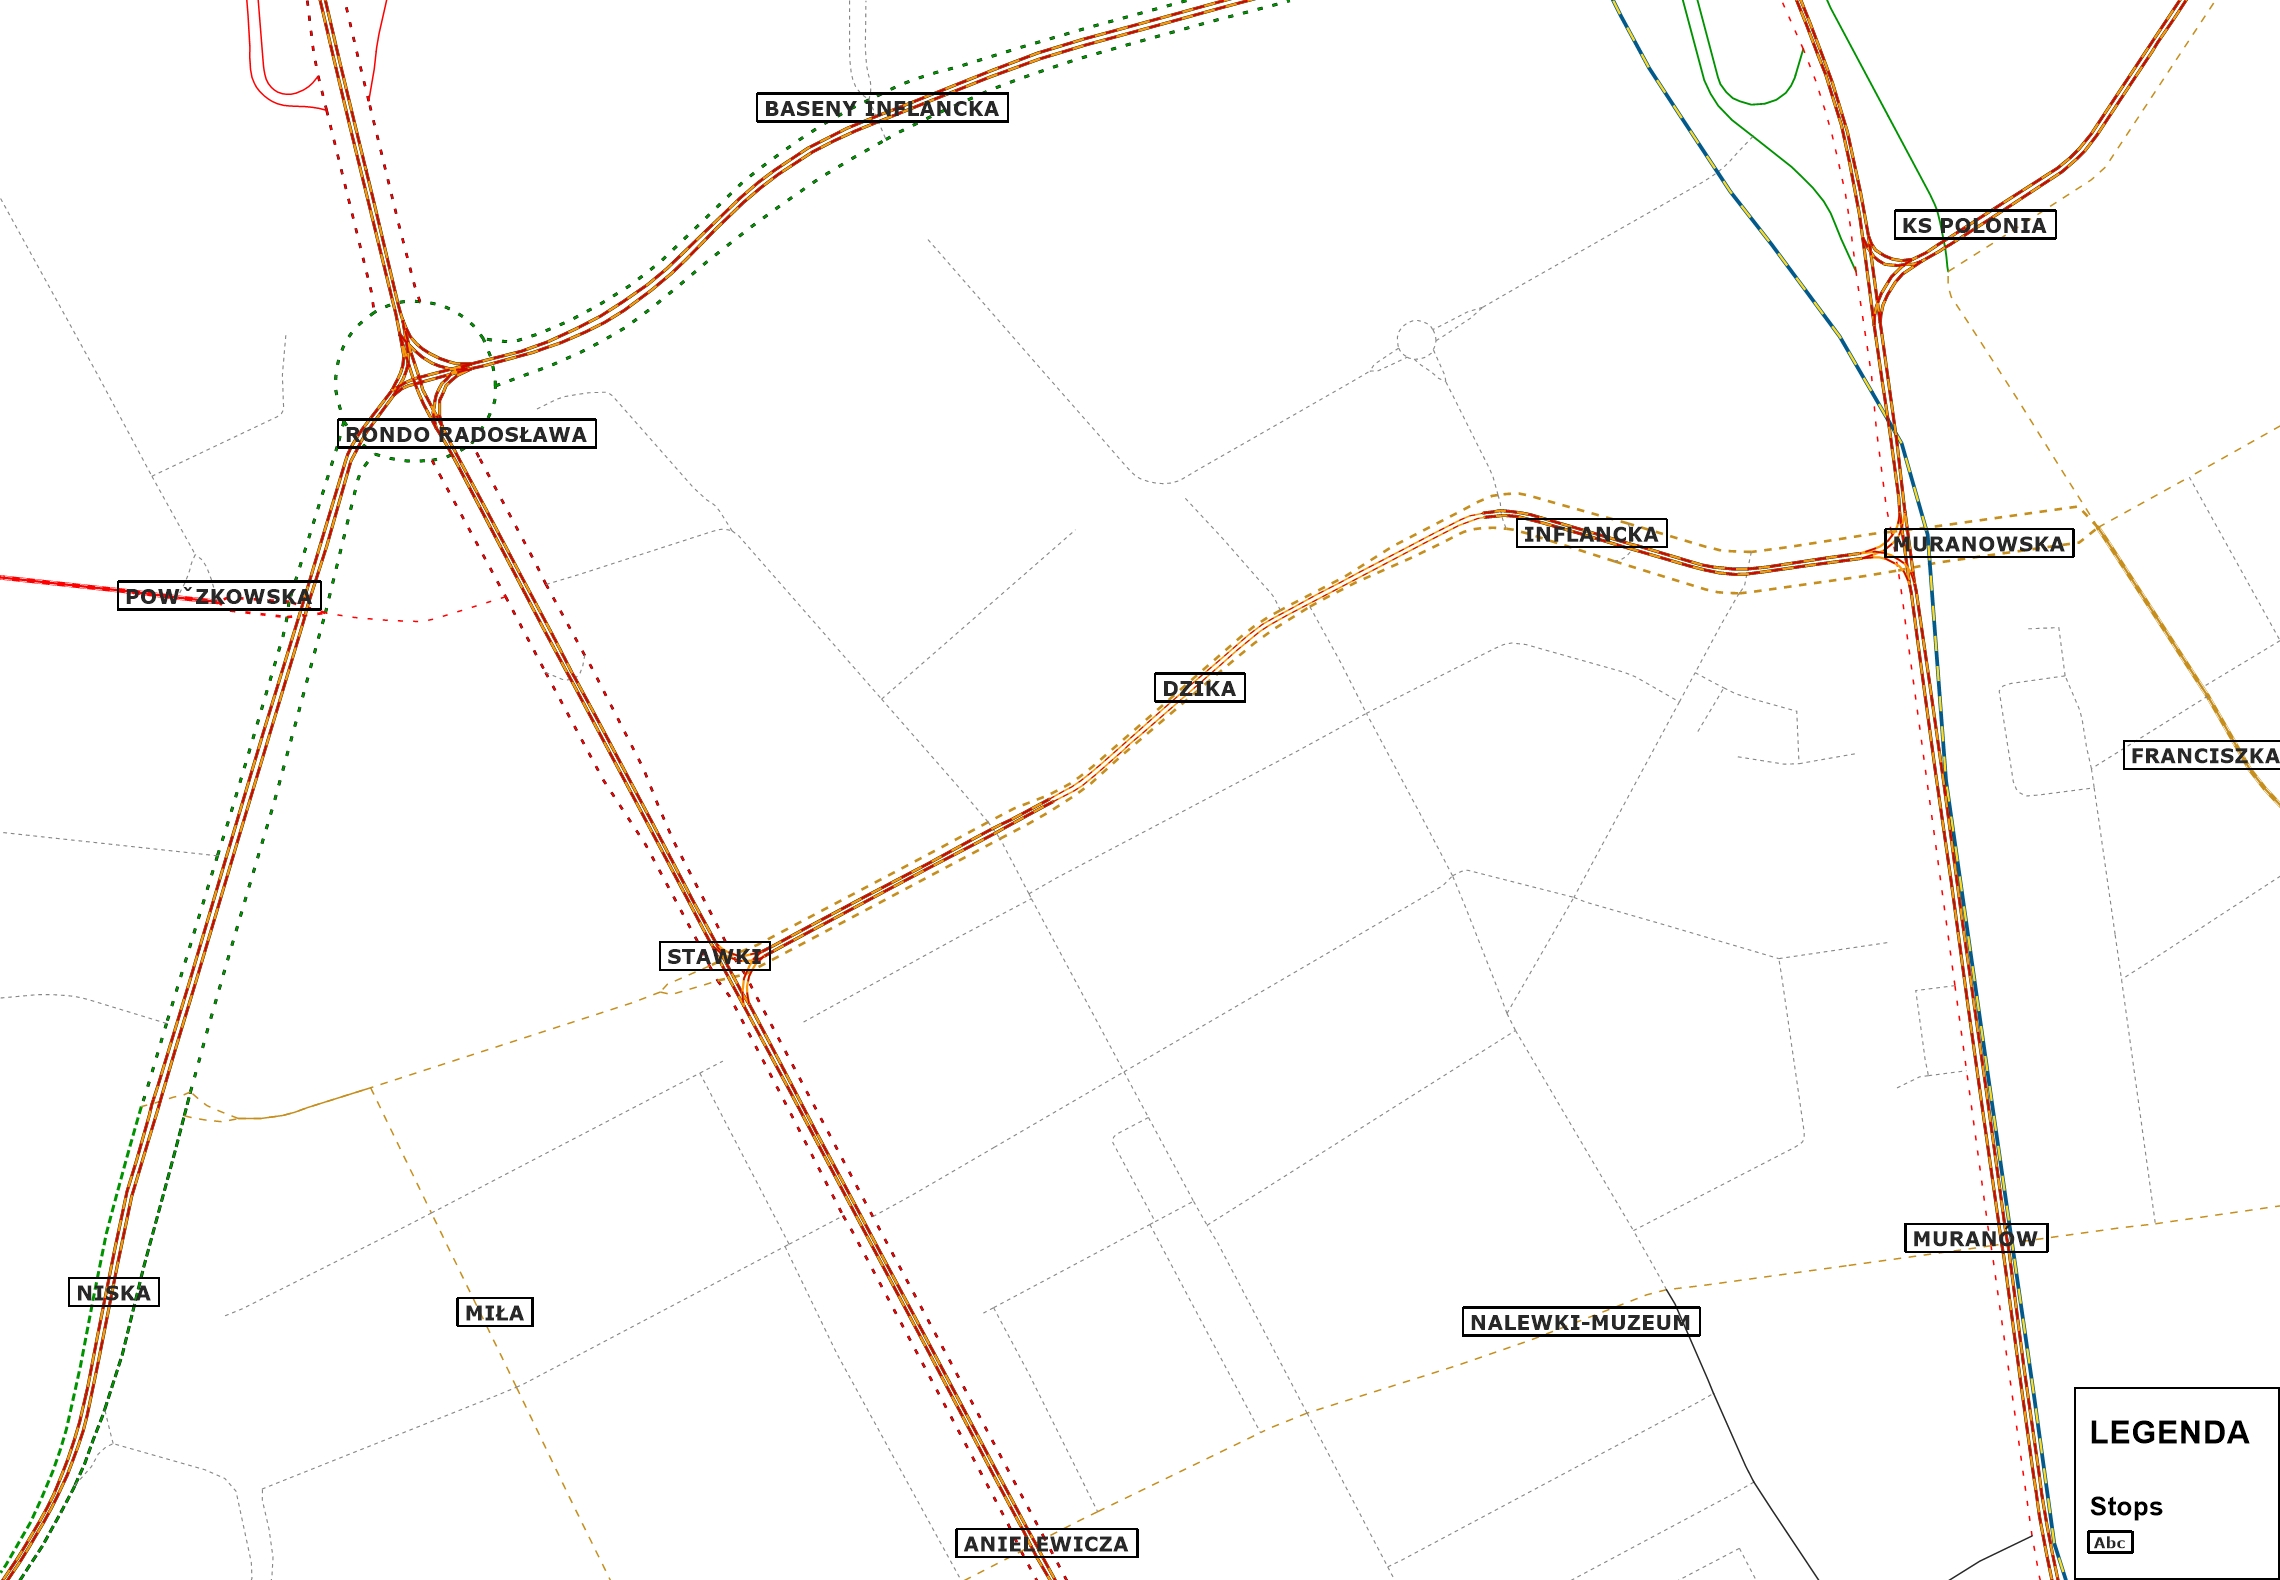 BASENY INFLANCKA
KS POLONIA
RONDO RADOSŁAWA
INFLANCKA
MURANOWSKA
POWˇZKOWSKA
DZIKA
FRANCISZKA
STAWKI
MURANÓW
NISKA
MIŁA
NALEWKI-MUZEUM
ANIELEWICZA
LEGENDA
Stops
Abc